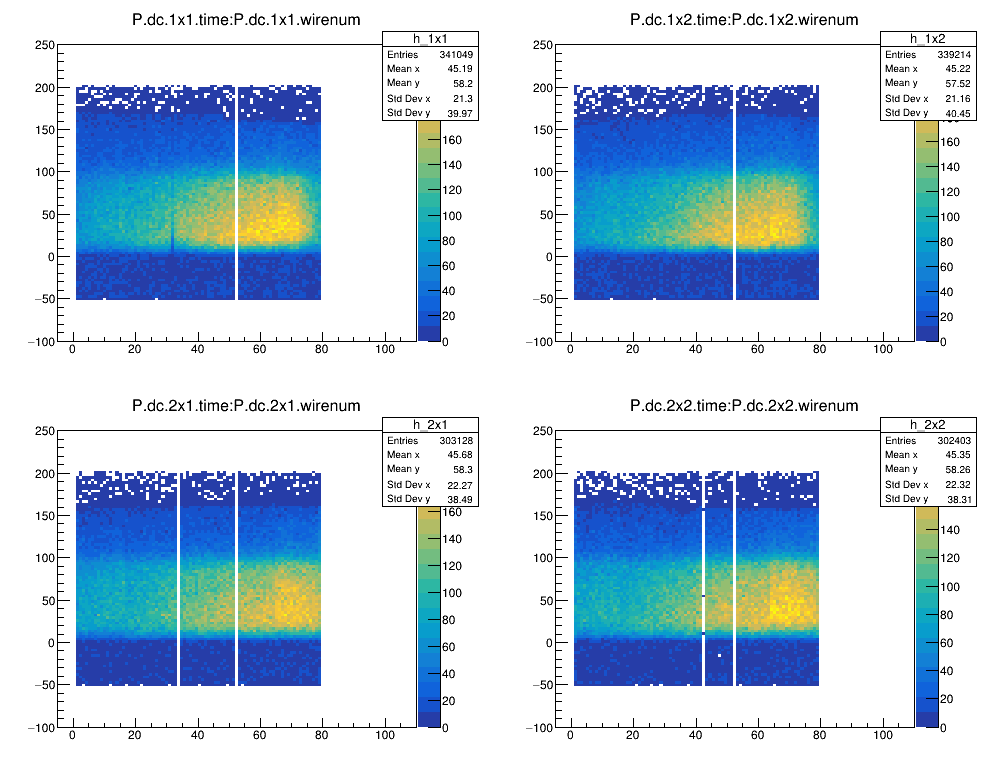 P.dc.1x1.time:P.dc.1x1.wirenum
h_1x1
Entries 341049
Mean x 45.19
Mean y 58.2
Std Dev x 21.3
Std Dev y 39.97
250
200
150
100
50
0
−50
−100
0 20 40 60 80 100
160
140
120
100
80
60
40
20
0
P.dc.1x2.time:P.dc.1x2.wirenum
h_1x2
Entries 339214
Mean x 45.22
Mean y 57.52
Std Dev x 21.16
Std Dev y 40.45
250
200
150
100
50
0
−50
−100
0 20 40 60 80 100
160
140
120
100
80
60
40
20
0
P.dc.2x1.time:P.dc.2x1.wirenum
h_2x1
Entries 303128
Mean x 45.68
Mean y 58.3
Std Dev x 22.27
Std Dev y 38.49
250
200
150
100
50
0
−50
−100
0 20 40 60 80 100
160
140
120
100
80
60
40
20
0
P.dc.2x2.time:P.dc.2x2.wirenum
h_2x2
Entries 302403
Mean x 45.35
Mean y 58.26
Std Dev x 22.32
Std Dev y 38.31
250
200
150
100
50
0
−50
−100
0 20 40 60 80 100
140
120
100
80
60
40
20
0